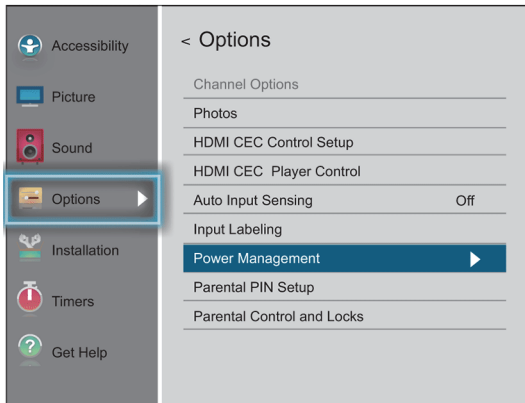 Accessibility
Picture
Sound
Options
Installation
Timers
Get Help
< Options
Channel Options
Photos
HDMI CEC Control Setup
HDMI CEC Player Control
Auto Input Sensing Off
Input Labeling
Power Management
Parental PIN Setup
Parental Control and Locks